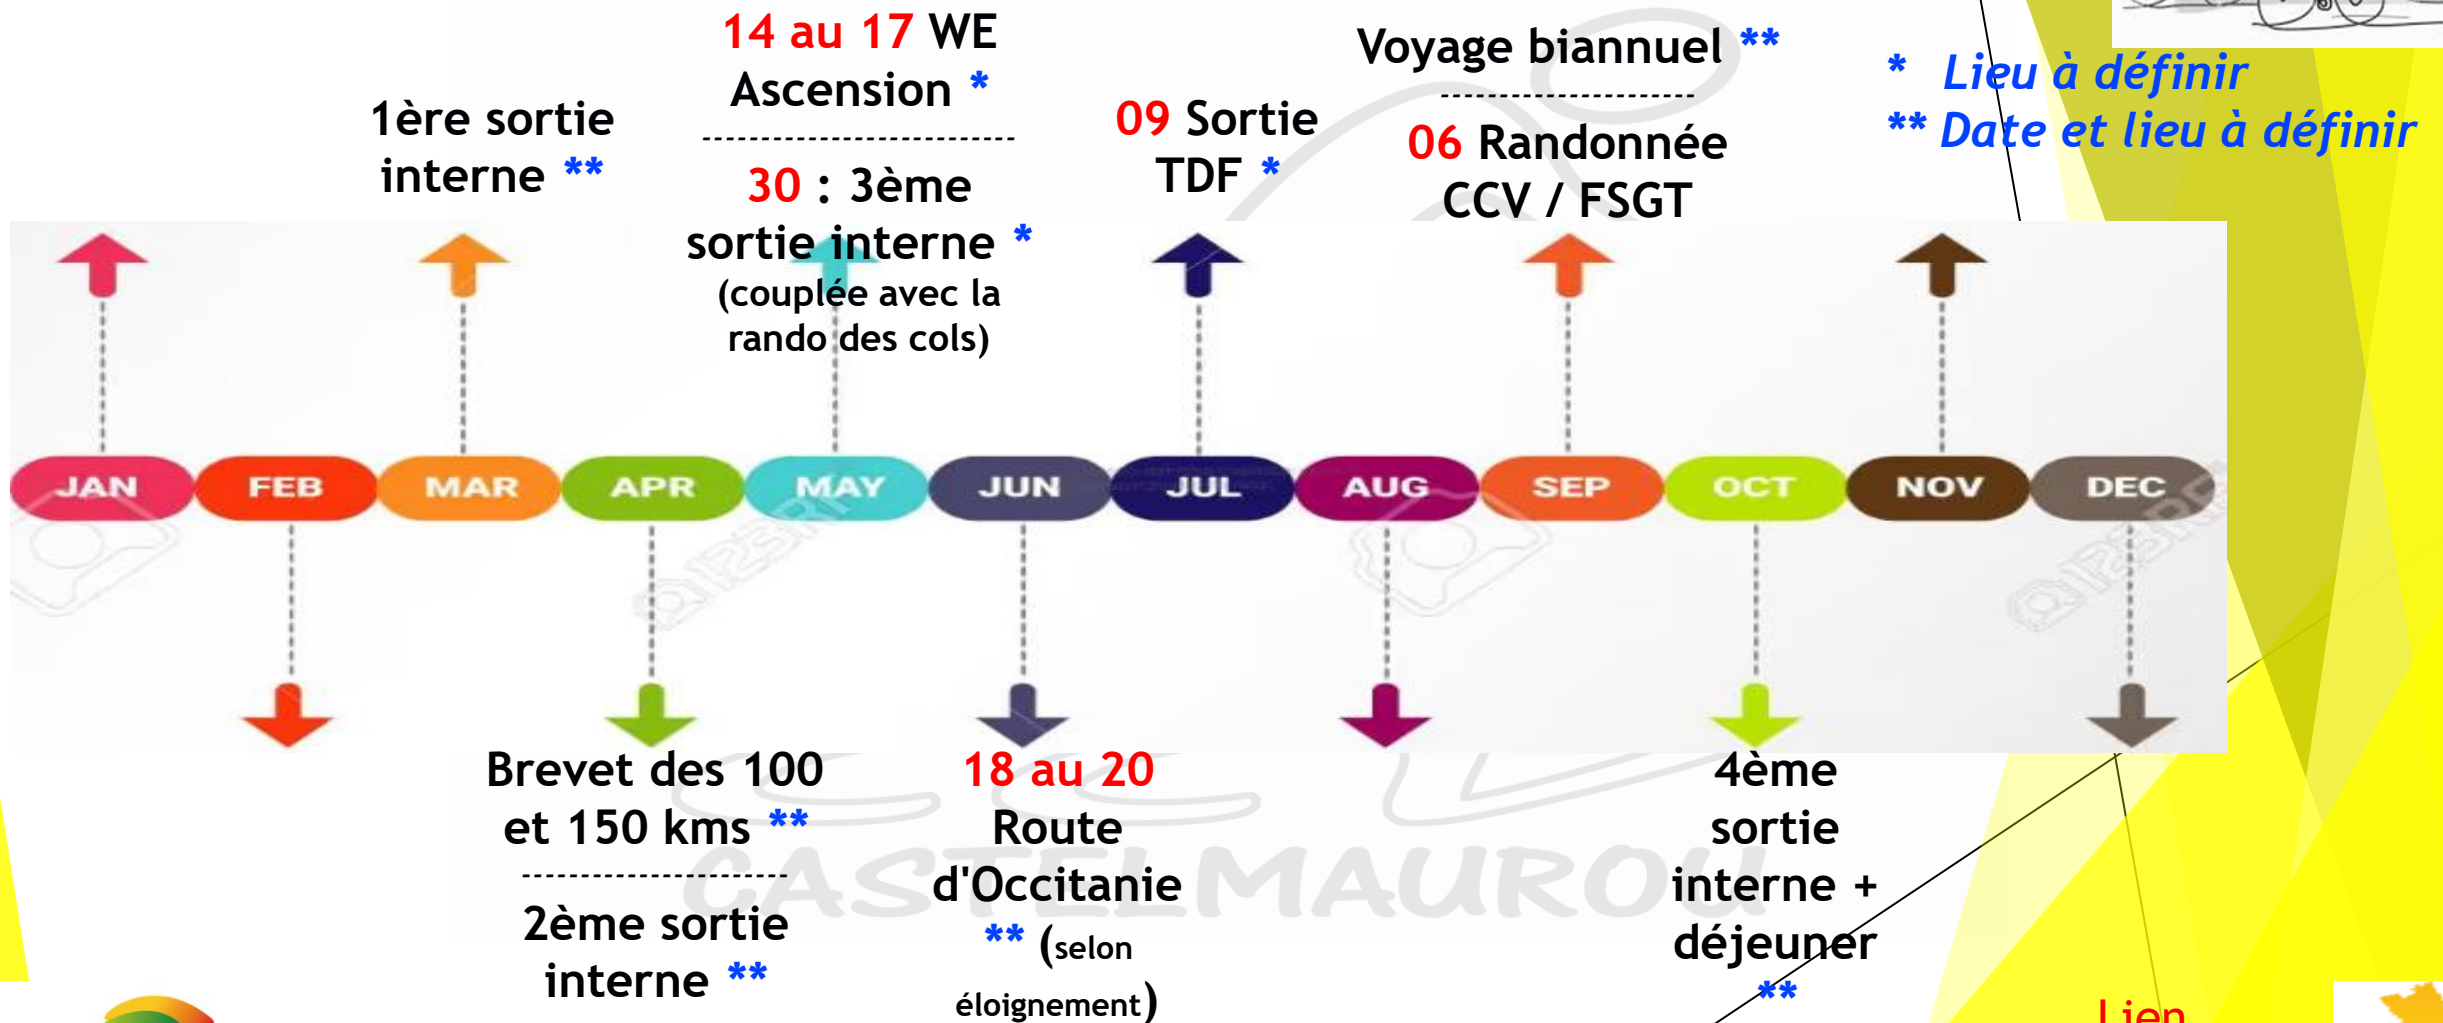 14 au 17 WE
Ascension *
30 : 3ème
sortie interne *
(couplée avec la
rando des cols)
1ère sortie
interne **
09 Sortie
TDF *
Voyage biannuel **
06 Randonnée
CCV / FSGT
* Lieu à définir
** Date et lieu à définir
JAN FEB MAR APR MAY JUN JUL AUG SEP OCT NOV DEC
123RF
123RF
Brevet des 100
et 150 kms **
2ème sortie
interne **
18 au 20
Route
d'Occitanie
** (selon
éloignement)
4ème
sortie
interne +
déjeuner
**
CASTELMAUROU
Lien